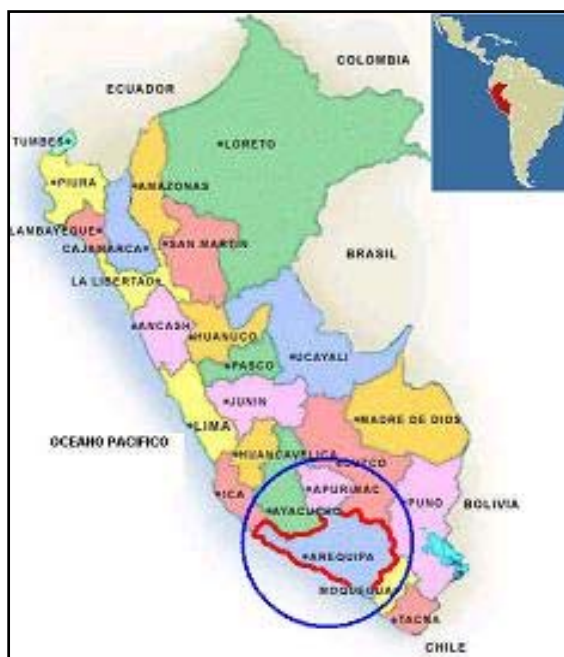 COLOMBIA
ECUADOR
TUMBES
LORETO
PIURA
AMAZONAS
LAMBAYEQUE
CAJAMARCA
SAN MARTIN
BRASIL
LA LIBERTAD
ANCASH
HUANUCO
UCAYALI
PASCO
JUNIN
MADRE DE DIOS
LIMA
OCEANO PACIFICO
HUANCAVELICA
CUZCO
ICA
APURIMAC
PUNO
BOLIVIA
AYACUCHO
AREQUIPA
MOQUEGUA
TACNA
CHILE